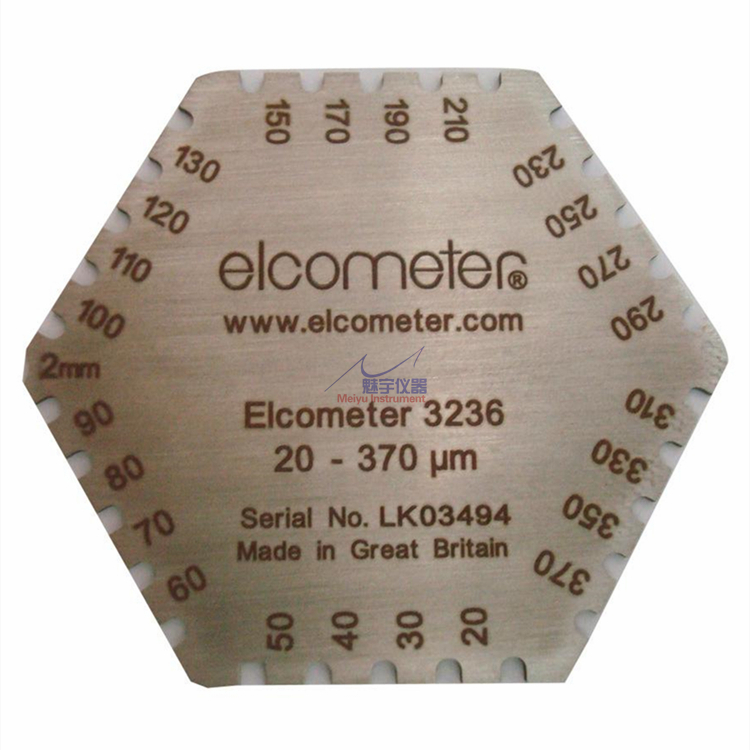 150
170
190
210
130
230
120
250
110
270
elcometer®
100
290
www.elcometer.com
2mm
魅宇仪器
Meiyu Instrument
90
Elcometer 3236
310
80
20 - 370 µm
330
70
Serial No. LK03494
350
60
Made in Great Britain
370
50
40
30
20